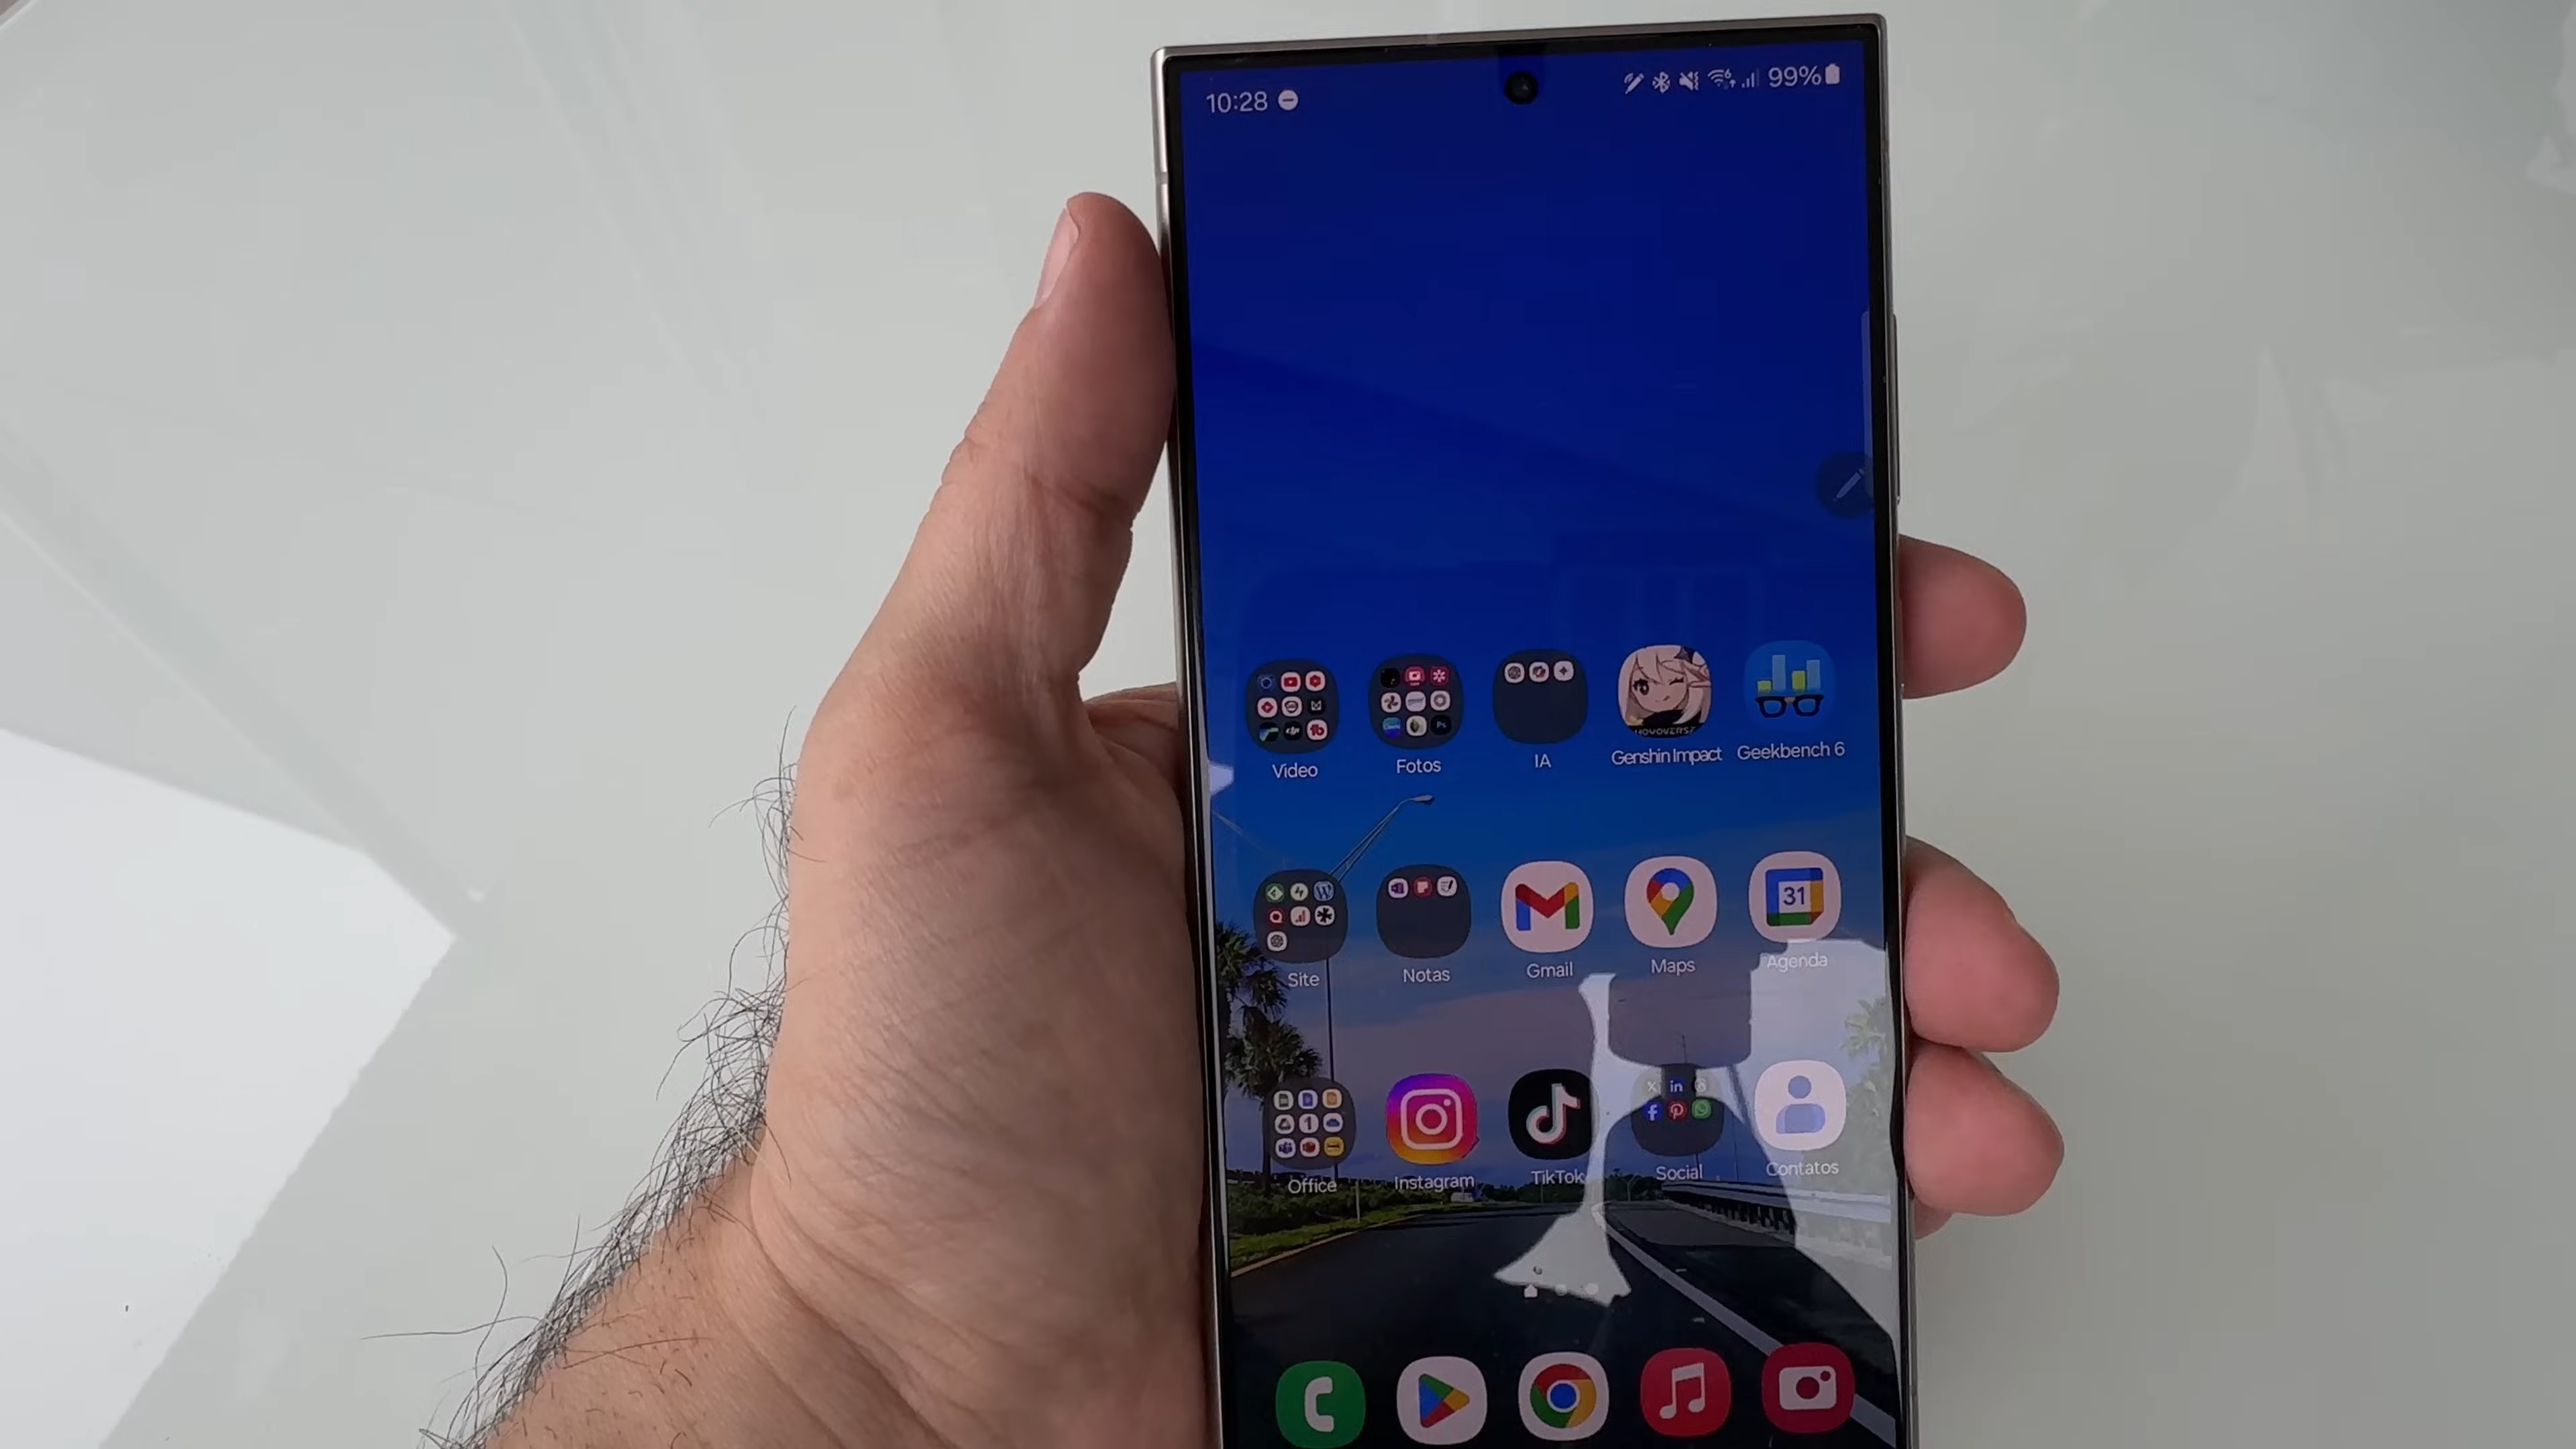 10:28
99%
HOYOVERSE
Video Fotos IA Genshin Impact Geekbench 6
31
Site Notas Gmail Maps Agenda
Office Instagram TikTok Social Contatos